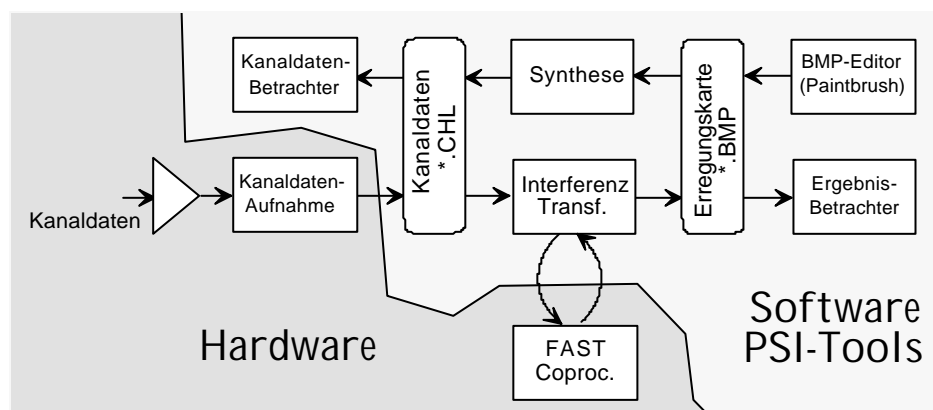 Kanaldaten-
Betrachter
Kanaldaten
*.CHL
Synthese
Erregungskarte
*.BMP
BMP-Editor
(Paintbrush)
Kanaldaten
Kanaldaten-
Aufnahme
Interferenz
Transf.
Ergebnis-
Betrachter
Hardware
FAST
Coproc.
Software
PSI-Tools